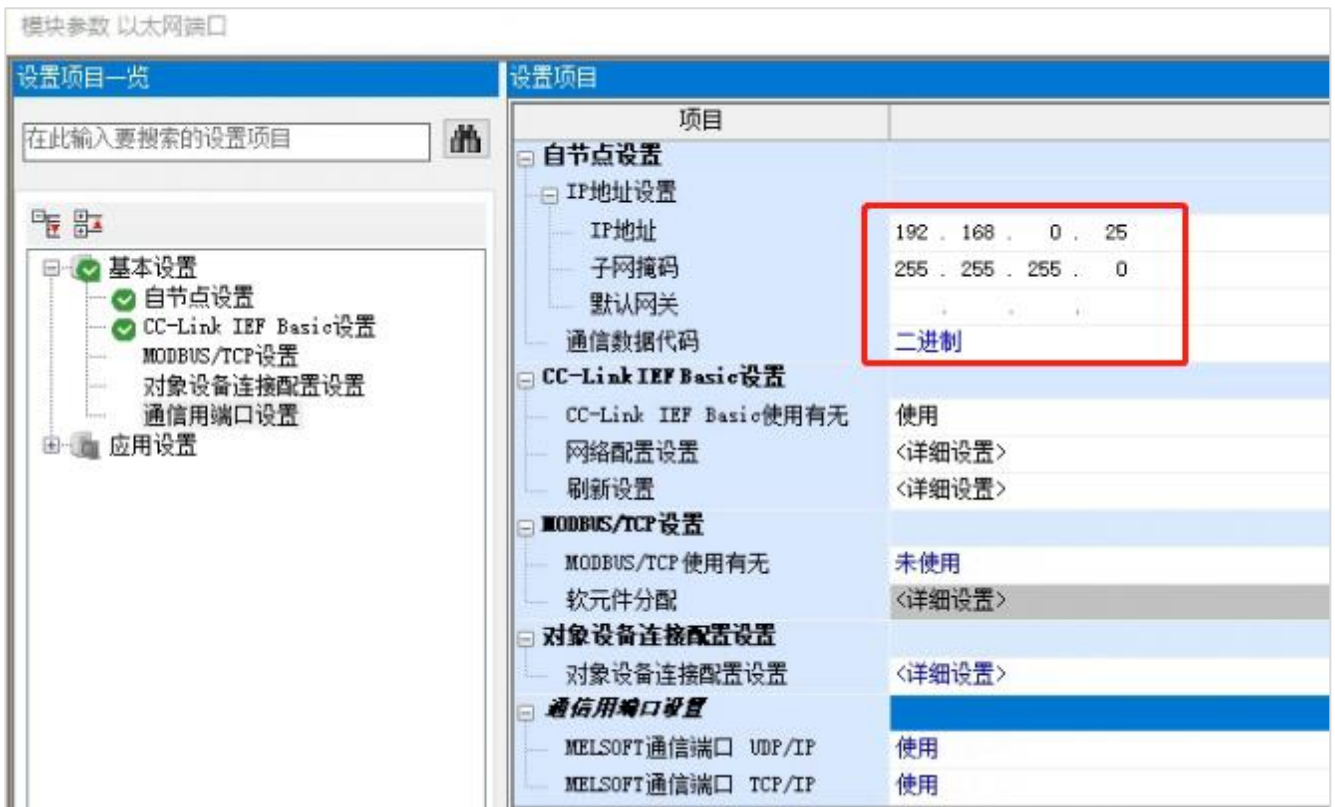 模块参数 以太网端口
设置项目一览
在此输入要搜索的设置项目
基本设置
自节点设置
CC-Link IEF Basic设置
MODBUS/TCP设置
对象设备连接配置设置
通信用端口设置
应用设置
设置项目
项目
自节点设置
IP地址设置
IP地址 192 . 168 . 0 . 25
子网掩码 255 . 255 . 255 . 0
默认网关 . . .
通信数据代码 二进制
CC-Link IEF Basic设置
CC-Link IEF Basic使用有无 使用
网络配置设置 <详细设置>
刷新设置 <详细设置>
MODBUS/TCP设置
MODBUS/TCP使用有无 未使用
软元件分配 <详细设置>
对象设备连接配置设置
对象设备连接配置设置 <详细设置>
通信用端口设置
MELSOFT通信端口 UDP/IP 使用
MELSOFT通信端口 TCP/IP 使用